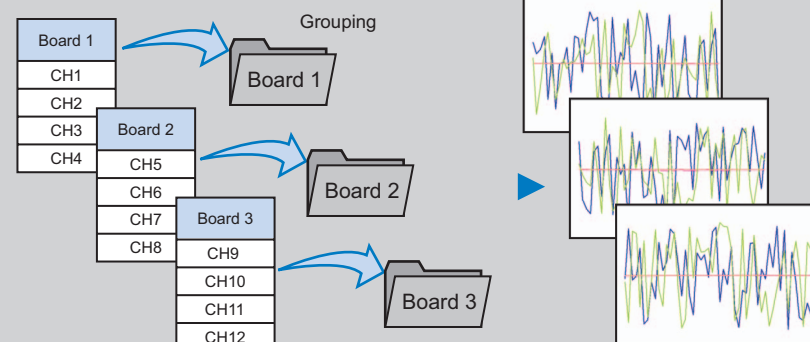 Grouping
Board 1
CH1
CH2
CH3
CH4
Board 1
Board 2
CH5
CH6
CH7
CH8
Board 2
Board 3
CH9
CH10
CH11
CH12
Board 3